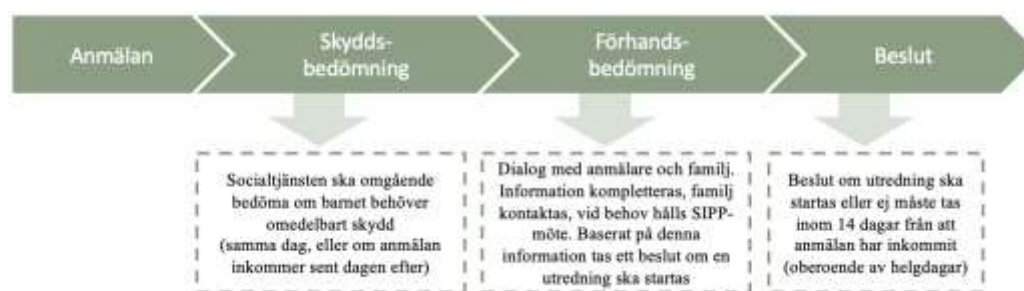 Anmälan
Skydds-
bedömning
Förhands-
bedömning
Beslut
Socialtjänsten ska omgående
bedöma om barnet behöver
omedelbart skydd
(samma dag, eller om anmälan
inkommer sent dagen efter)
Dialog med anmälare och familj.
Information kompletteras, familj
kontaktas, vid behov hålls SIPP-
möte. Baserat på denna
information tas ett beslut om en
utredning ska startas
Beslut om utredning ska
startas eller ej måste tas
inom 14 dagar från att
anmälan har inkommit
(oberoende av helgdagar)